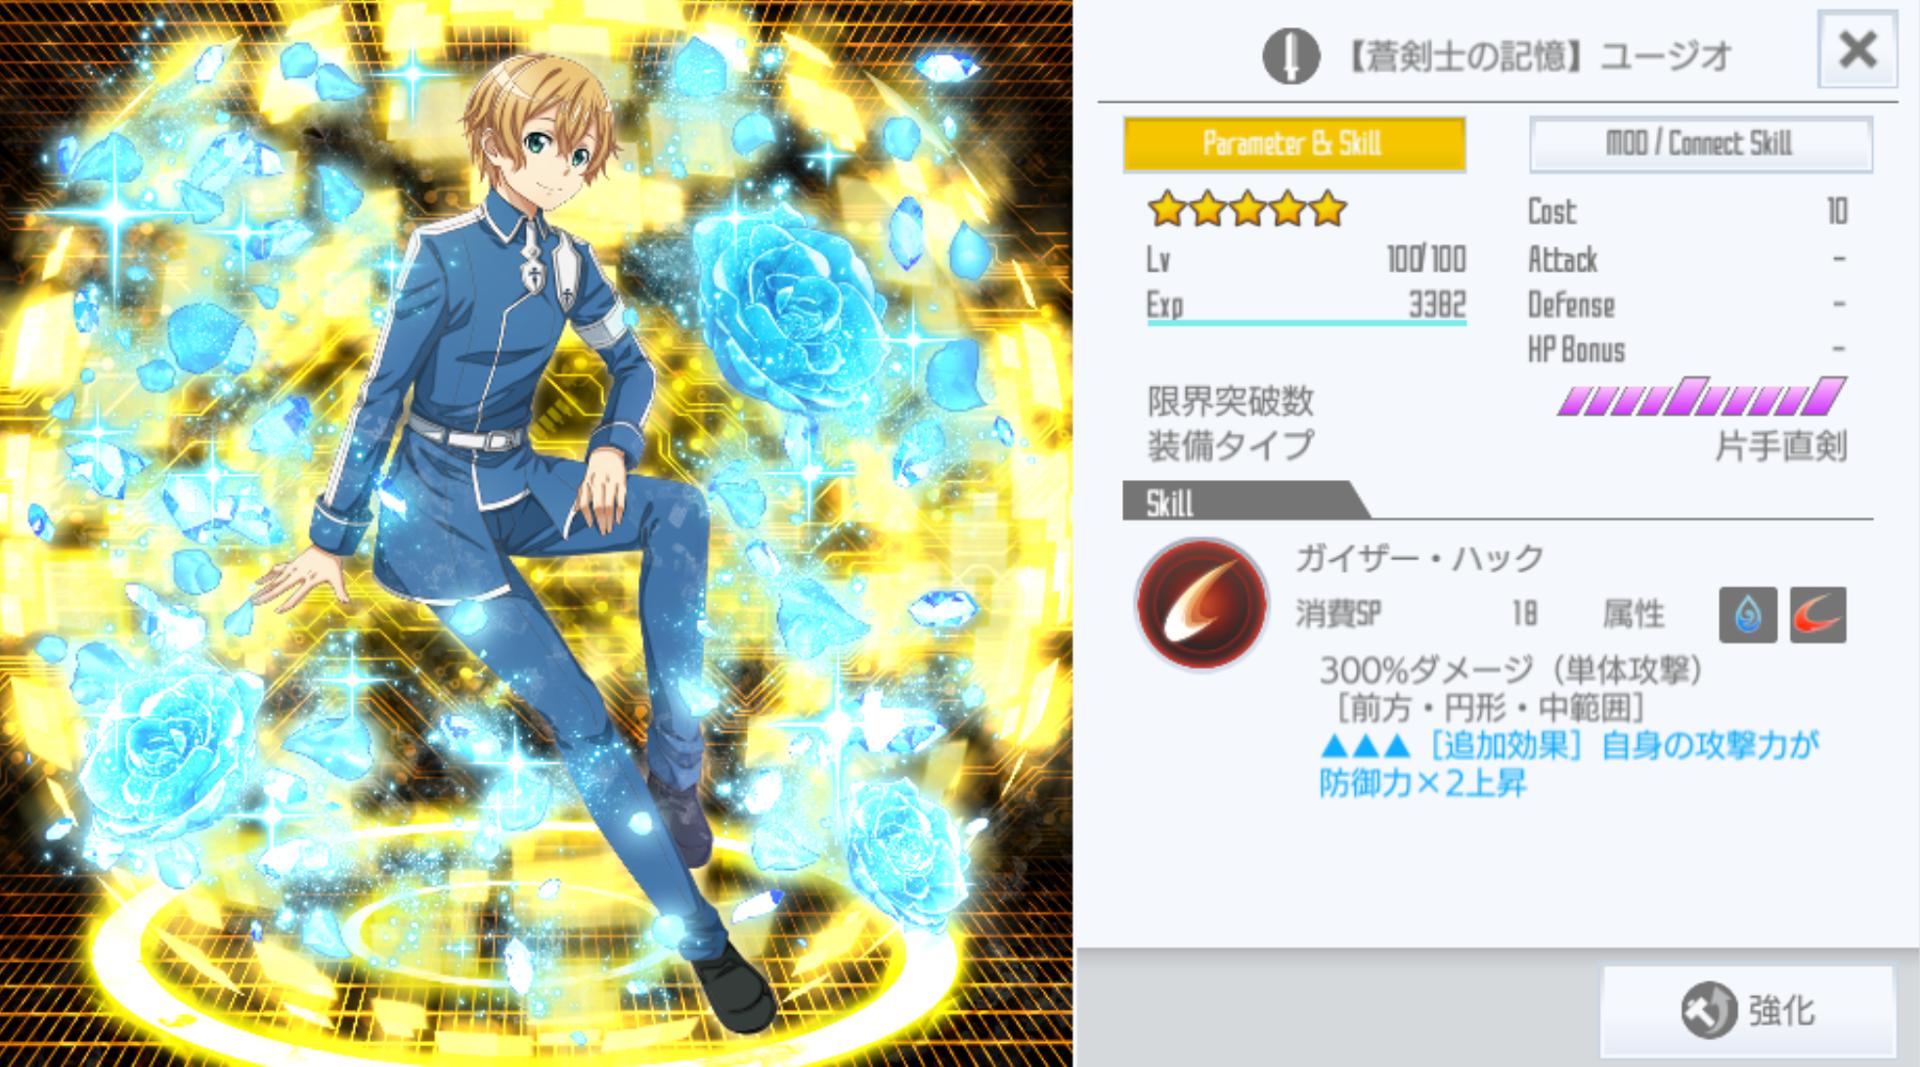 【蒼剣士の記憶】ユージオ
Parameter & Skill
MOD / Connect Skill
Lv 100/100
Exp 3382
Cost 10
Attack -
Defense -
HP Bonus -
限界突破数
装備タイプ 片手直剣
Skill
ガイザー・ハック
消費SP 18 属性
300%ダメージ（単体攻撃）
［前方・円形・中範囲］
▲▲▲［追加効果］自身の攻撃力が
防御力×2上昇
強化